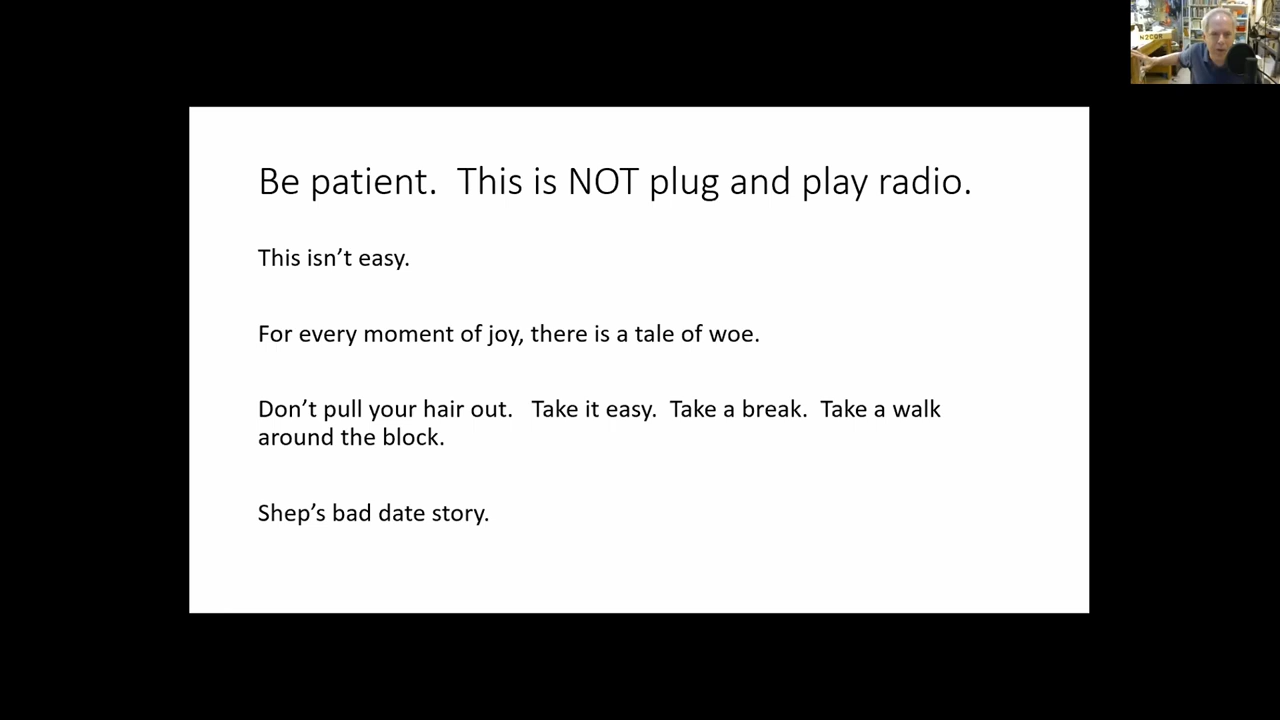 Be patient.  This is NOT plug and play radio.
This isn’t easy.
For every moment of joy, there is a tale of woe.
Don’t pull your hair out.   Take it easy.  Take a break.  Take a walk
around the block.
Shep’s bad date story.